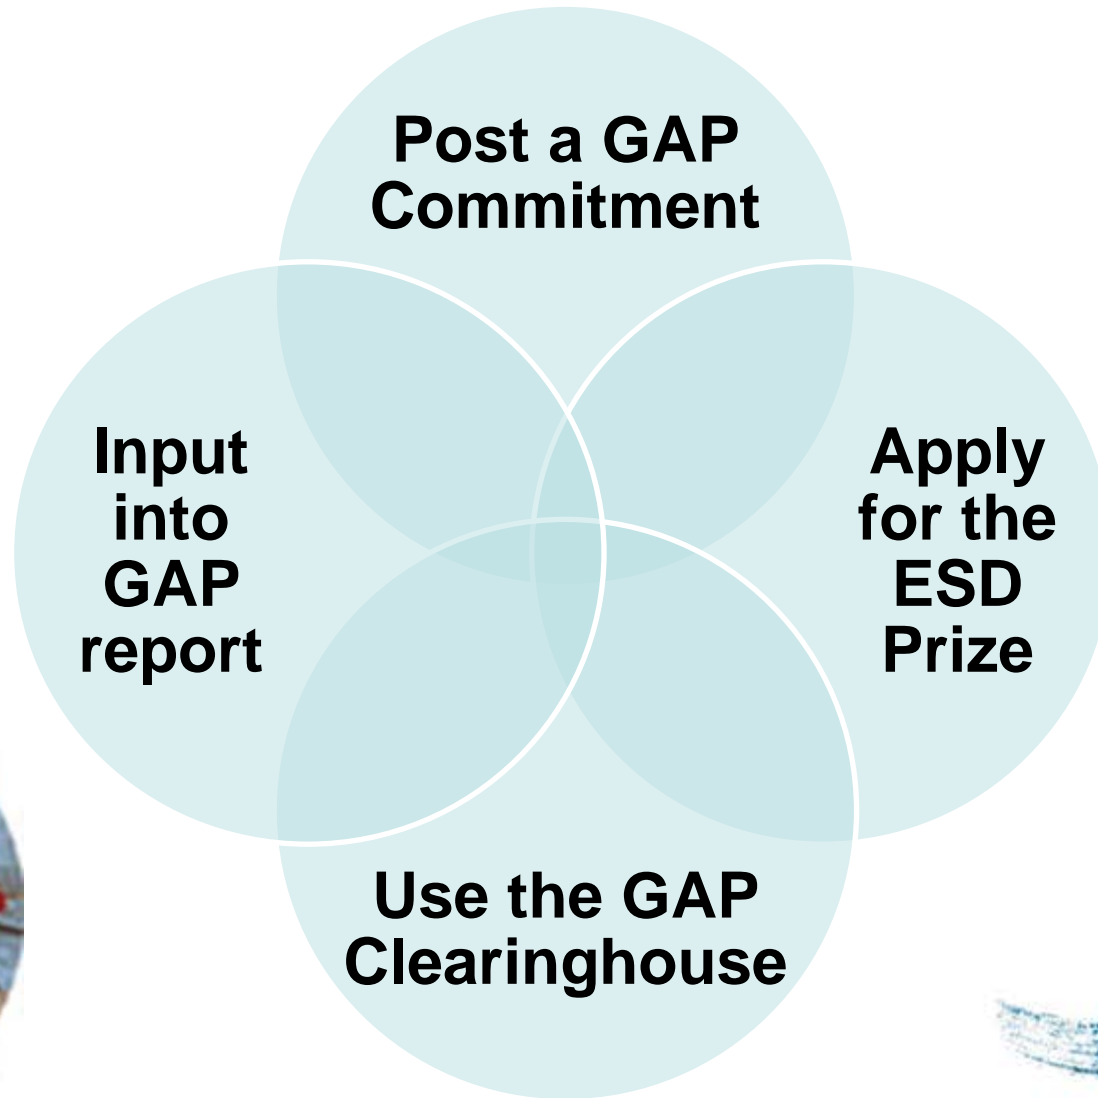 Post a GAP
Commitment
Input
into
GAP
report
Apply
for the
ESD
Prize
Use the GAP
Clearinghouse